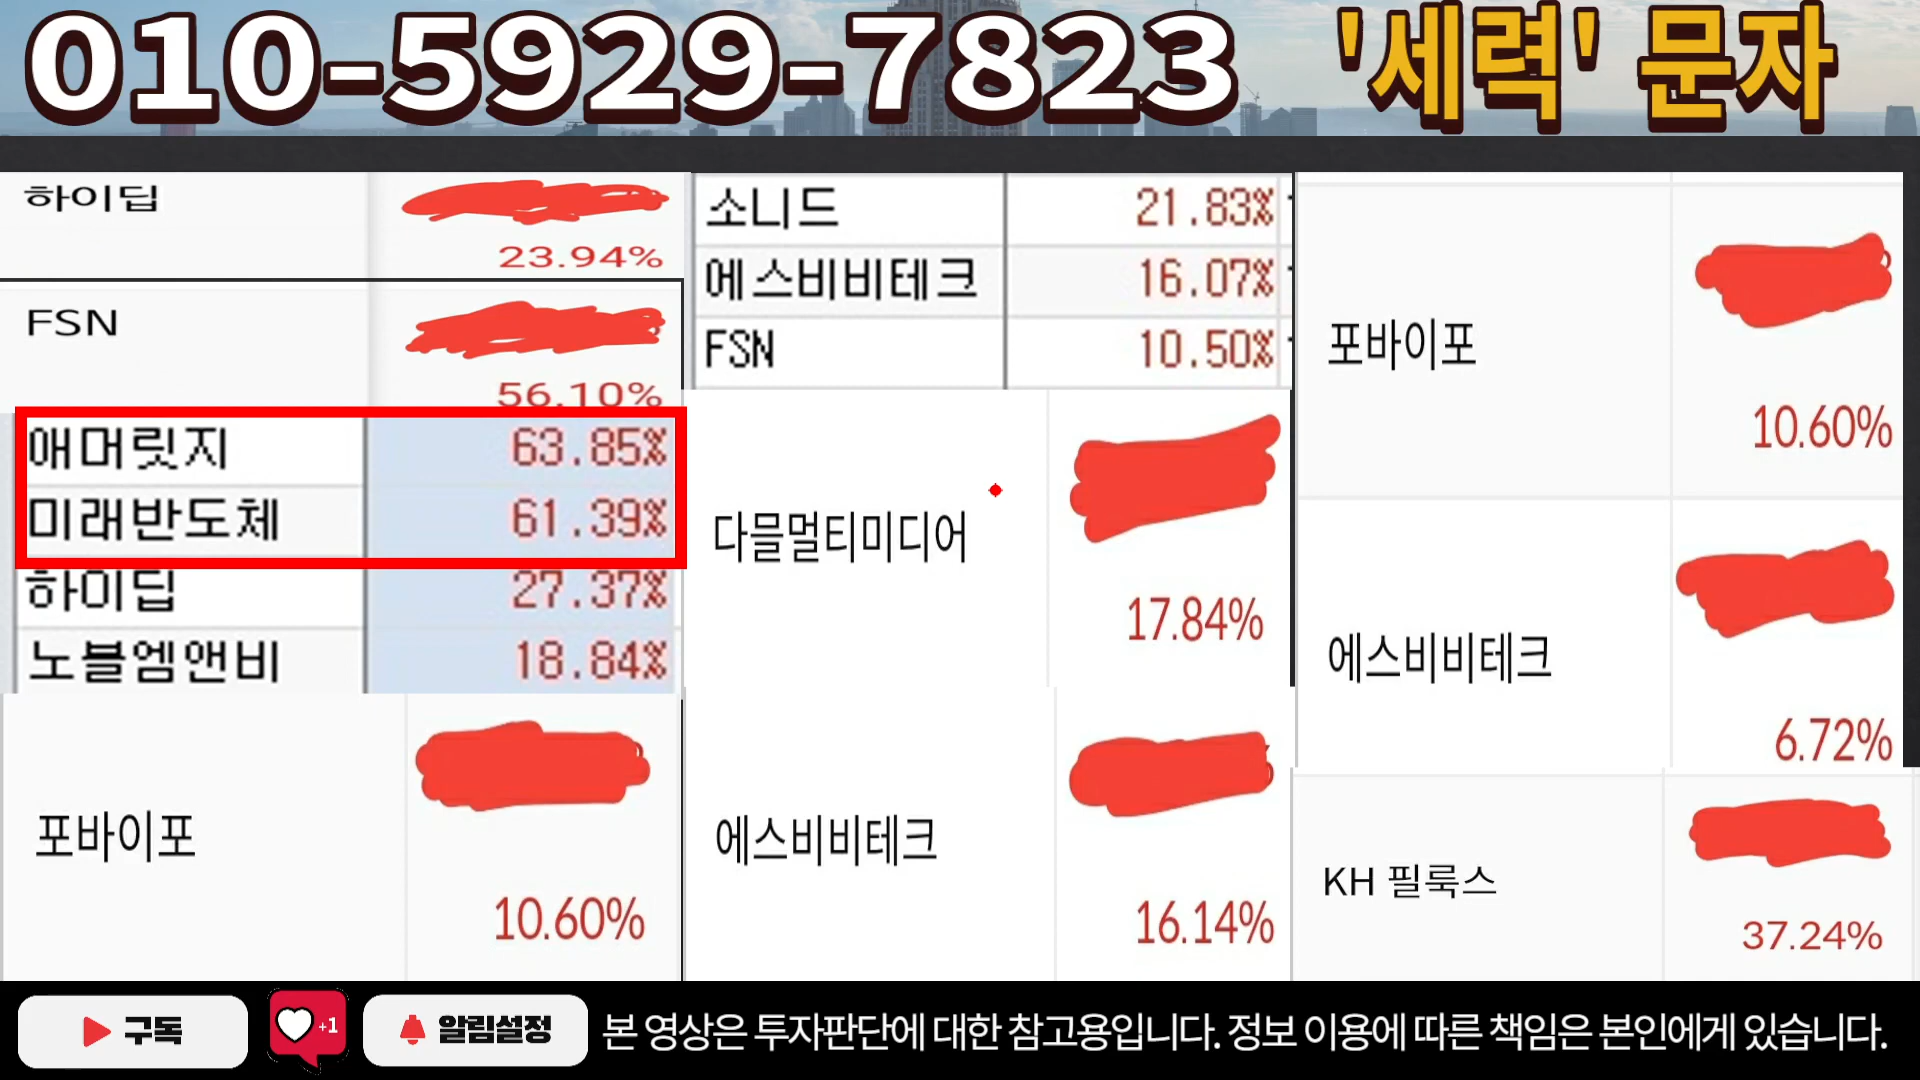 010-5929-7823 '세력' 문자
하이딥
23.94%
FSN
56.10%
애머릿지 63.85%
미래반도체 61.39%
하이딥 27.37%
노블엠앤비 18.84%
포바이포
10.60%
소니드 21.83%
에스비비테크 16.07%
FSN 10.50%
다믈멀티미디어
17.84%
에스비비테크
16.14%
포바이포
10.60%
에스비비테크
6.72%
KH 필룩스
37.24%
구독 +1 알림설정 본 영상은 투자판단에 대한 참고용입니다. 정보 이용에 따른 책임은 본인에게 있습니다.